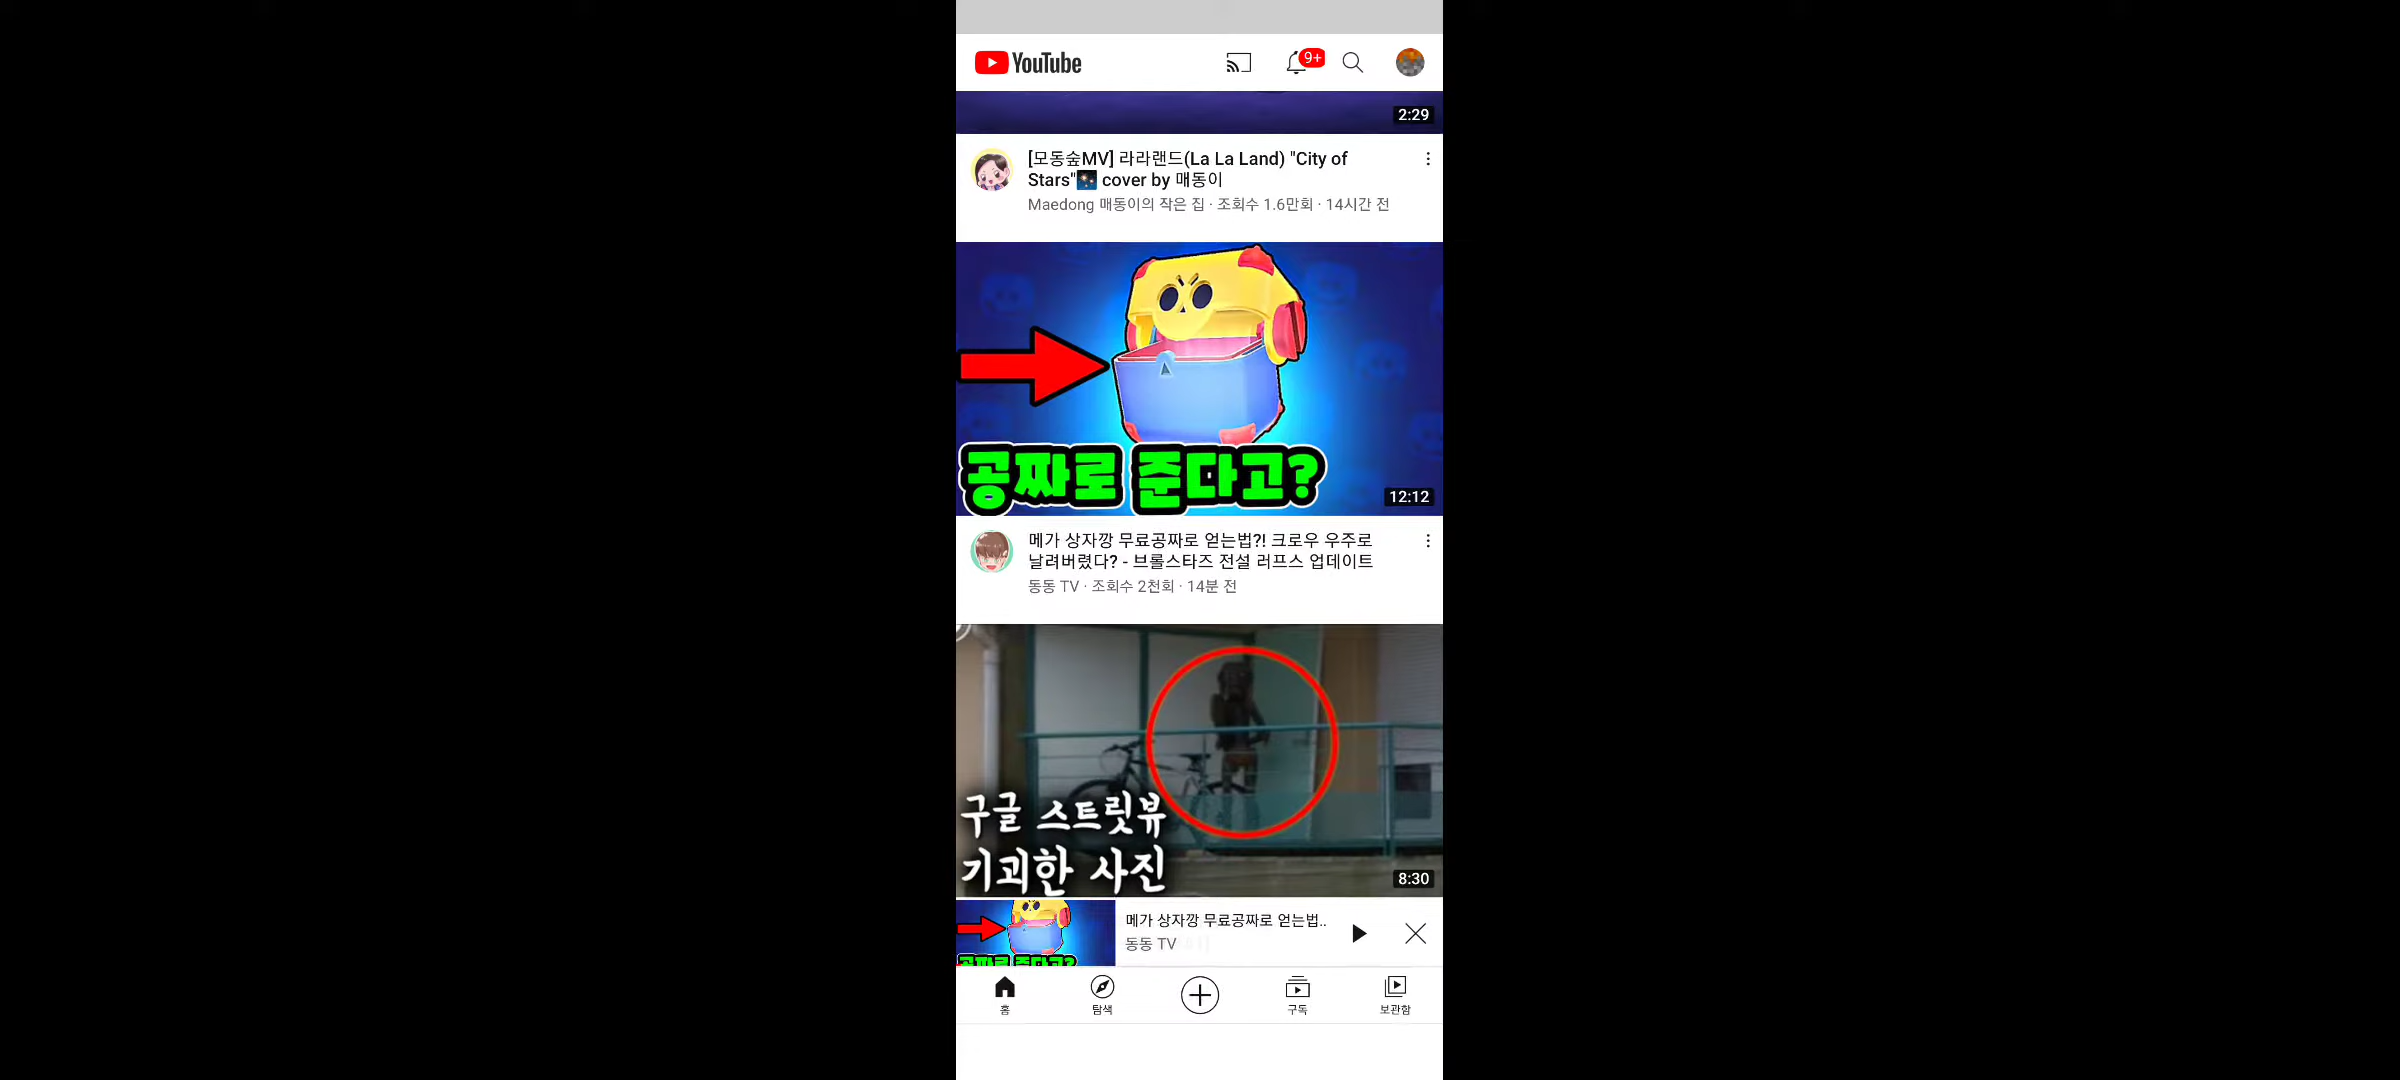 YouTube
9+
2:29
[모동숲MV] 라라랜드(La La Land) "City of
Stars"🌠 cover by 매동이
Maedong 매동이의 작은 집 · 조회수 1.6만회 · 14시간 전
공짜로 준다고?
12:12
메가 상자깡 무료공짜로 얻는법?! 크로우 우주로
날려버렸다? - 브롤스타즈 전설 러프스 업데이트
동동 TV · 조회수 2천회 · 14분 전
구글 스트릿뷰
기괴한 사진
8:30
메가 상자깡 무료공짜로 얻는법..
동동 TV
공짜로 준다고?
홈
탐색
구독
보관함